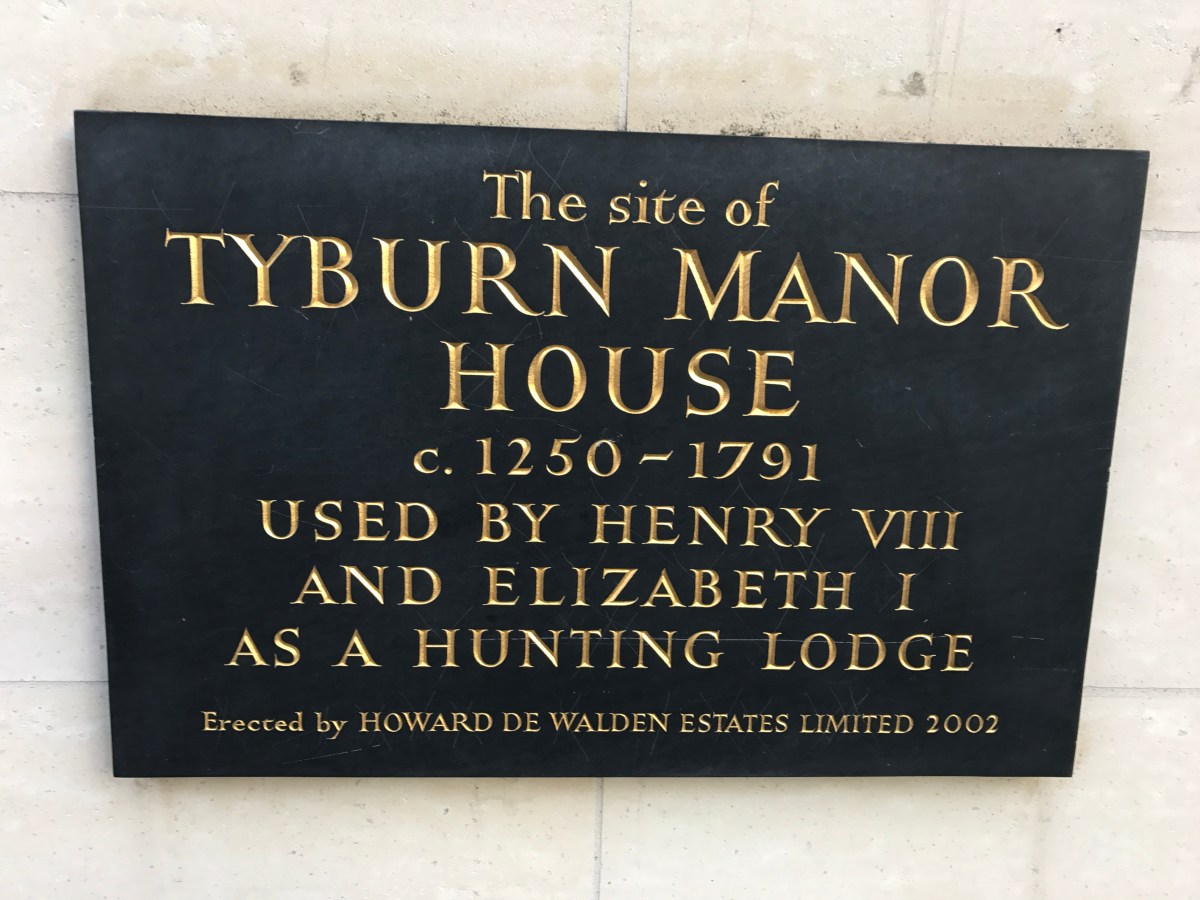 The site of
TYBURN MANOR
HOUSE
c. 1250 – 1791
USED BY HENRY VIII
AND ELIZABETH I
AS A HUNTING LODGE
Erected by HOWARD DE WALDEN ESTATES LIMITED 2002